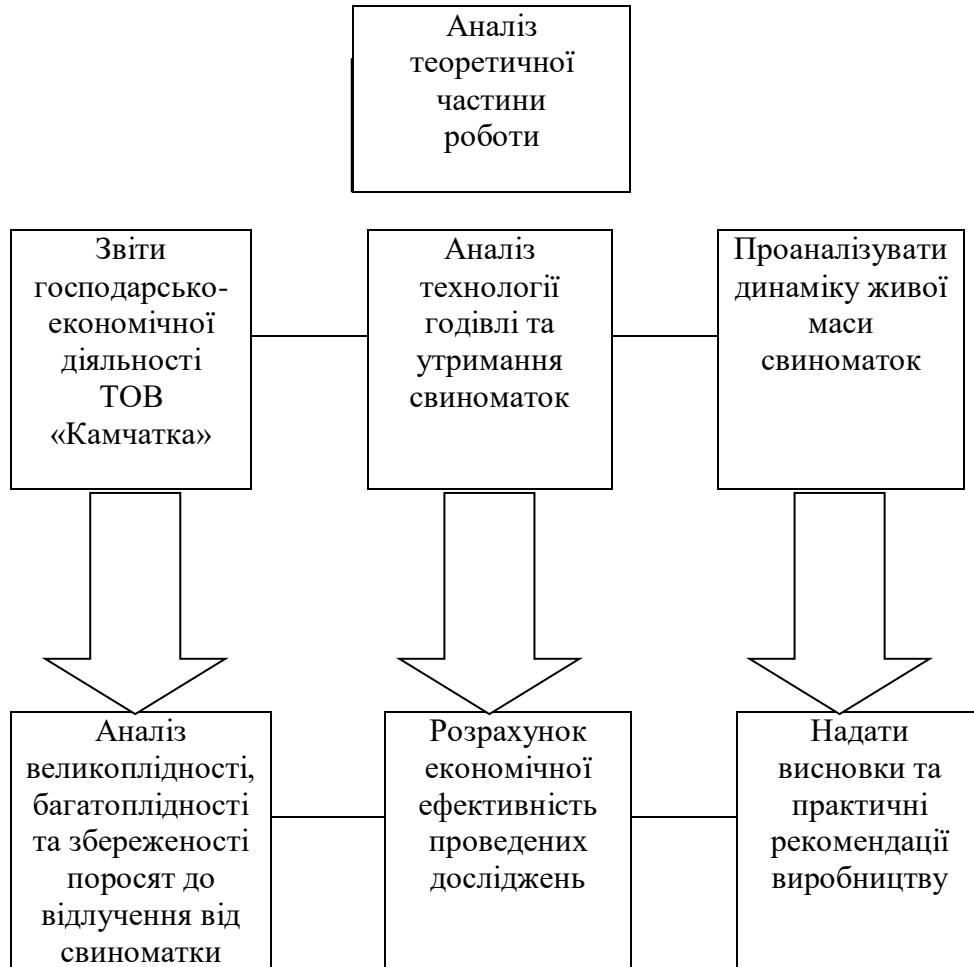 Аналіз
теоретичної
частини
роботи
Звіти
господарсько-
економічної
діяльності
ТОВ
«Камчатка»
Аналіз
технології
годівлі та
утримання
свиноматок
Проаналізувати
динаміку живої
маси
свиноматок
Аналіз
великоплідності,
багатоплідності
та збереженості
поросят до
відлучення від
свиноматки
Розрахунок
економічної
ефективність
проведених
досліджень
Надати
висновки та
практичні
рекомендації
виробництву